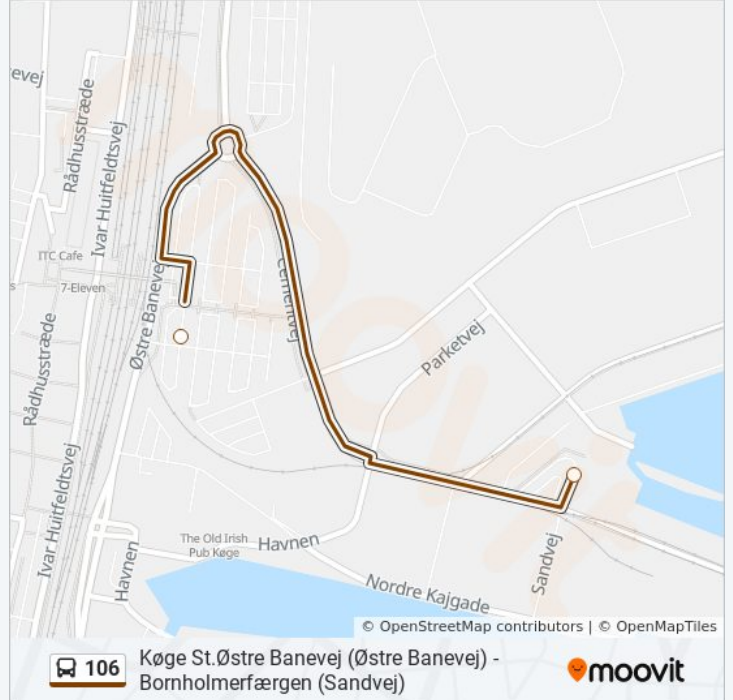 evej
Rådhusstræde
Ivar Huitfeldtsvej
ITC Cafe
7-Eleven
s
Østre Baneve
Cementvej
Parketvej
Rådhusstræde
Ivar Huitfeldtsvej
Havnen
The Old Irish
Pub Køge
Havnen
Nordre Kajgade
Sandvej
© OpenStreetMap contributors | © OpenMapTiles
106
Køge St.Østre Banevej (Østre Banevej) -
Bornholmerfærgen (Sandvej)
moovit